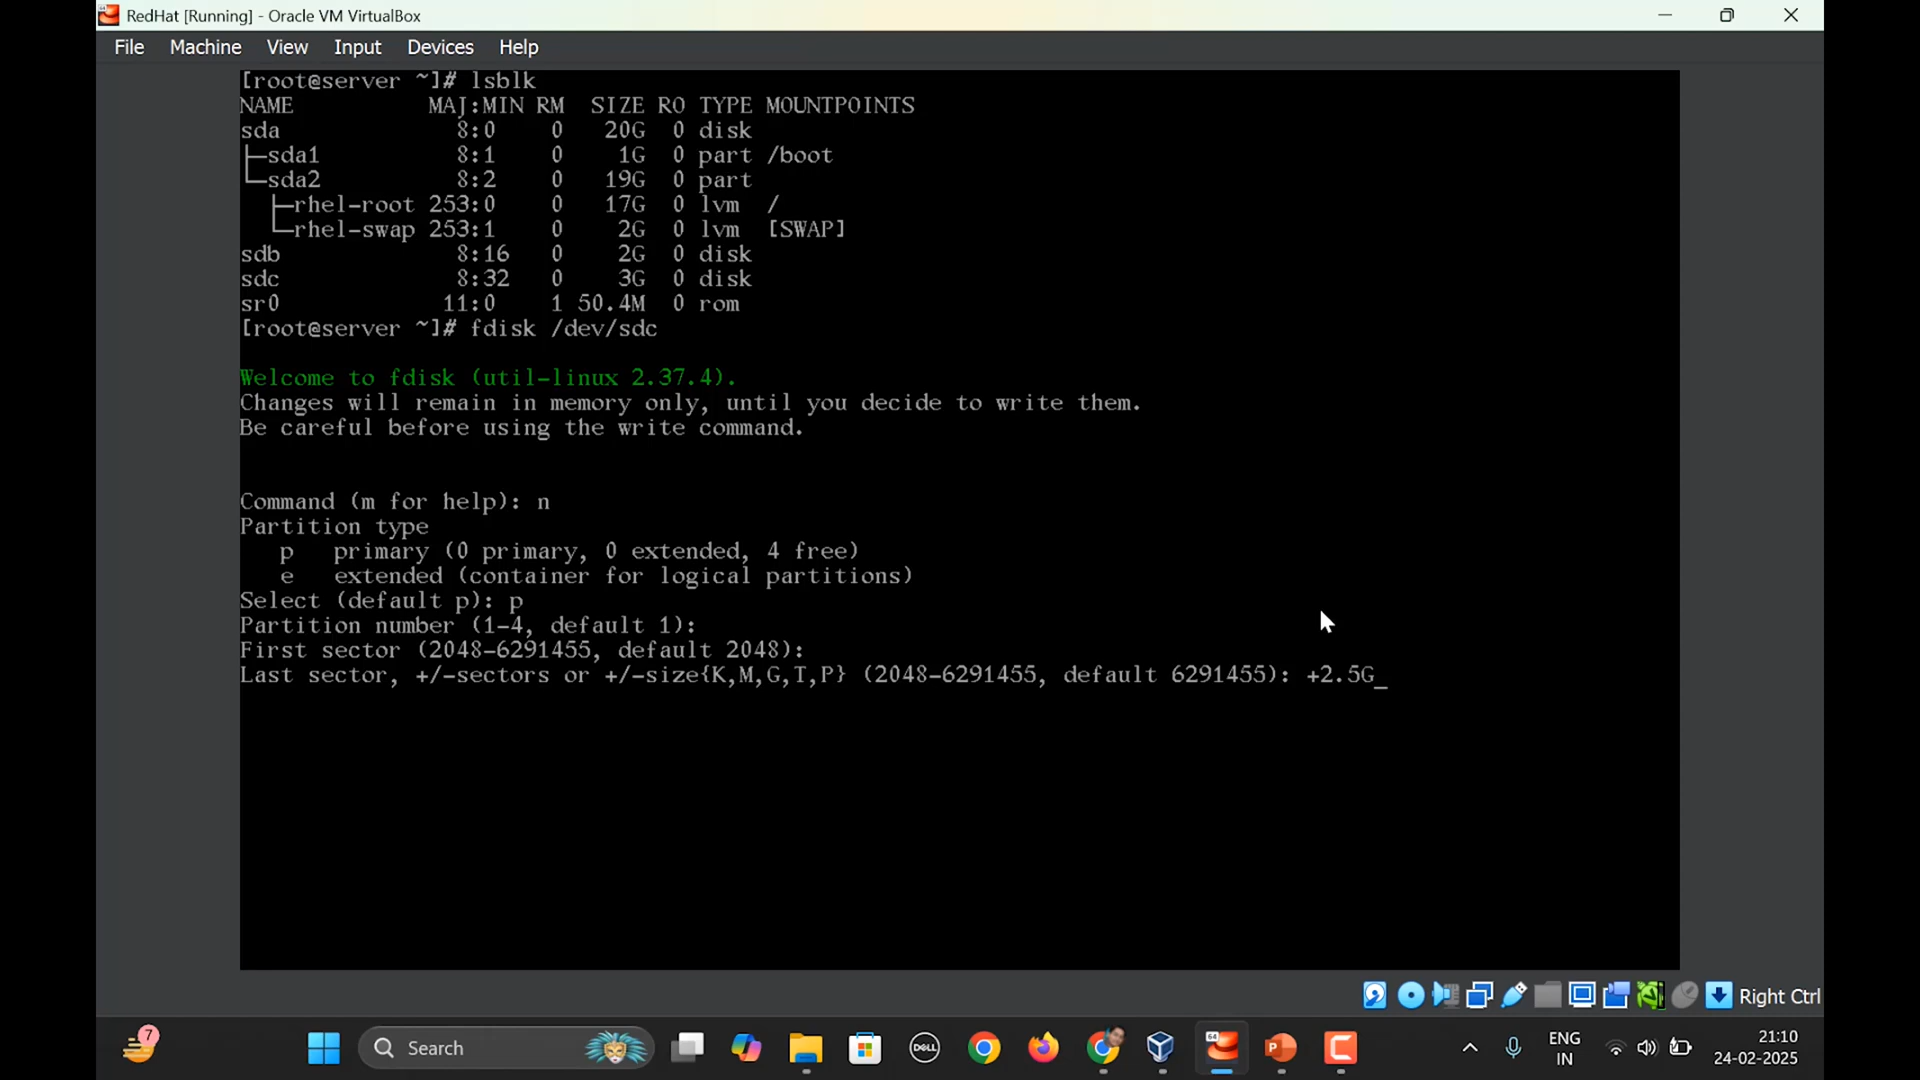 RedHat [Running] - Oracle VM VirtualBox
File Machine View Input Devices Help
[root@server ~]# lsblk
NAME MAJ:MIN RM SIZE RO TYPE MOUNTPOINTS
sda 8:0 0 20G 0 disk
├─sda1 8:1 0 1G 0 part /boot
└─sda2 8:2 0 19G 0 part
├─rhel-root 253:0 0 17G 0 lvm /
└─rhel-swap 253:1 0 2G 0 lvm [SWAP]
sdb 8:16 0 2G 0 disk
sdc 8:32 0 3G 0 disk
sr0 11:0 1 50.4M 0 rom
[root@server ~]# fdisk /dev/sdc
Welcome to fdisk (util-linux 2.37.4).
Changes will remain in memory only, until you decide to write them.
Be careful before using the write command.
Command (m for help): n
Partition type
p primary (0 primary, 0 extended, 4 free)
e extended (container for logical partitions)
Select (default p): p
Partition number (1-4, default 1):
First sector (2048-6291455, default 2048):
Last sector, +/-sectors or +/-size{K,M,G,T,P} (2048-6291455, default 6291455): +2.5G_
Right Ctrl
7
Search
DELL
64
ENG
IN
21:10
24-02-2025